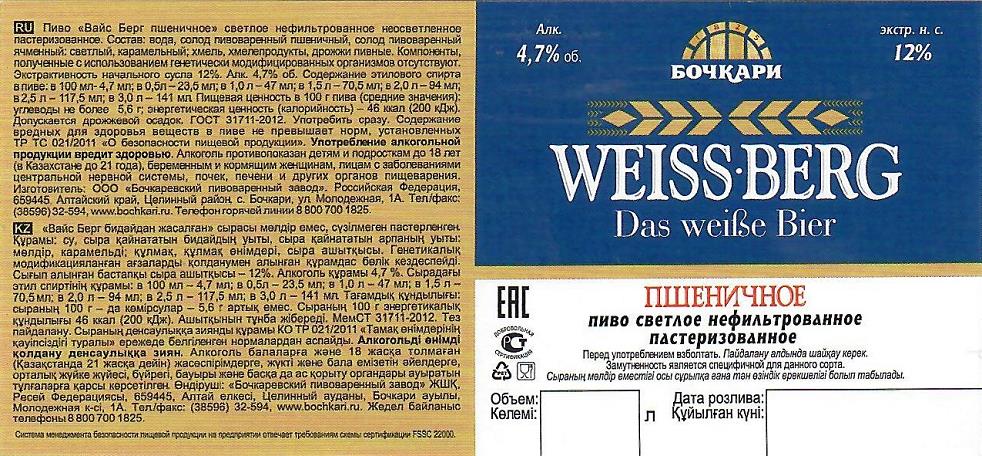 RU Пиво «Вайс Берг пшеничное» светлое нефильтрованное неосветленное
пастеризованное. Состав: вода, солод пивоваренный пшеничный, солод пивоваренный
ячменный: светлый, карамельный; хмель, хмелепродукты, дрожжи пивные. Компоненты,
полученные с использованием генетически модифицированных организмов отсутствуют.
Экстрактивность начального сусла 12%. Алк. 4,7% об. Содержание этилового спирта
в пиве: в 100 мл- 4,7 мл; в 0,5л – 23,5 мл; в 1,0 л – 47 мл; в 1,5 л – 70,5 мл; в 2,0 л – 94 мл;
в 2,5 л – 117,5 мл; в 3,0 л – 141 мл. Пищевая ценность в 100 г пива (средние значения);
углеводы не более 5,6 г; энергетическая ценность (калорийность) – 46 ккал (200 кДж).
Допускается дрожжевой осадок. ГОСТ 31711-2012. Употребить сразу. Содержание
вредных для здоровья веществ в пиве не превышает норм, установленных
ТР ТС 021/2011 «О безопасности пищевой продукции». Употребление алкогольной
продукции вредит здоровью. Алкоголь противопоказан детям и подросткам до 18 лет
(в Казахстане до 21 года), беременным и кормящим женщинам, лицам с заболеваниями
центральной нервной системы, почек, печени и других органов пищеварения.
Изготовитель: ООО «Бочкаревский пивоваренный завод». Российская Федерация,
659445. Алтайский край, Целинный район, с. Бочкари, ул. Молодежная, 1А. Тел/факс:
(38596) 32-594, www.bochkari.ru. Телефон горячей линии 8 800 700 1825.
KZ «Вайс Берг бидайдан жасалған» сырасы мөлдір емес, сүзілмеген пастерленген.
Құрамы: су, сыра қайнататын бидайдың уыты, сыра қайнататын арпаның уыты:
мөлдір, карамельді; құлмақ, құлмақ өнімдері, сыра ашытқысы. Генетикалық
модификацияланған ағзаларды қолданумен алынған құрамдас бөлік кездеспейді.
Сығып алынған бастапқы сыра ашытқысы – 12%. Алкоголь құрамы 4,7 %. Сырадағы
этил спиртінің құрамы: в 100 мл – 4,7 мл; в 0,5л – 23,5 мл; в 1,0 л – 47 мл; в 1,5 л –
70,5мл; в 2,0 л – 94 мл; в 2,5 л – 117,5 мл; в 3,0 л – 141 мл. Тағамдық құндылығы:
сыраның 100 г – да көмірсулар – 5,6 г артық емес. Сыраның 100 г энергетикалық
құндылығы 46 ккал (200 кДж). Ашытқының тұнба жібереді. МемСТ 31711-2012. Тез
пайдалану. Сыраның денсаулыққа зиянды құрамы КО ТР 021/2011 «Тамақ өнімдерінің
қауіпсіздігі туралы» ережеде белгіленген нормалардан аспайды. Алкогольді өнімді
қолдану денсаулыққа зиян. Алкоголь балаларға және 18 жасқа толмаған
(Қазақстанда 21 жасқа дейін) жасөспірімдерге, жүкті және бала емізетін әйелдерге,
орталық жүйке жүйесі, бүйрегі, бауыры және басқа да ас қорыту органдары ауыратын
тұлғаларға қарсы көрсетілген. Өндіруші: «Бочкаревский пивоваренный завод» ЖШҚ,
Ресей Федерациясы, 659445, Алтай елкесі, Целинный ауданы, Бочкари ауылы,
Молодежная к-сі, 1А. Тел/факс: (38596) 32-594, www.bochkari.ru. Жедел байланыс
телефоны 8 800 700 1825.
Система менеджмента безопасности пищевой продукции на предприятии отвечает требованиям схемы сертификации FSSC 22000.
Алк.
4,7% об.
1825
БОЧКАРИ
экстр. н. с.
12%
WEISS·BERG
Das weiße Bier
EAC
ДОБРОВОЛЬНАЯ
СЕРТИФИКАЦИЯ
ПШЕНИЧНОЕ
пиво светлое нефильтрованное
пастеризованное
Перед употреблением взболтать. Пайдалану алдында шайқау керек.
Замутненность является специфичной для данного сорта.
Сыраның мөлдір еместігі осы сұрыпқа ғана тән өзіндік ерекшелігі болып табылады.
Объем:
Көлемі:
л
Дата розлива:
Құйылған күні: